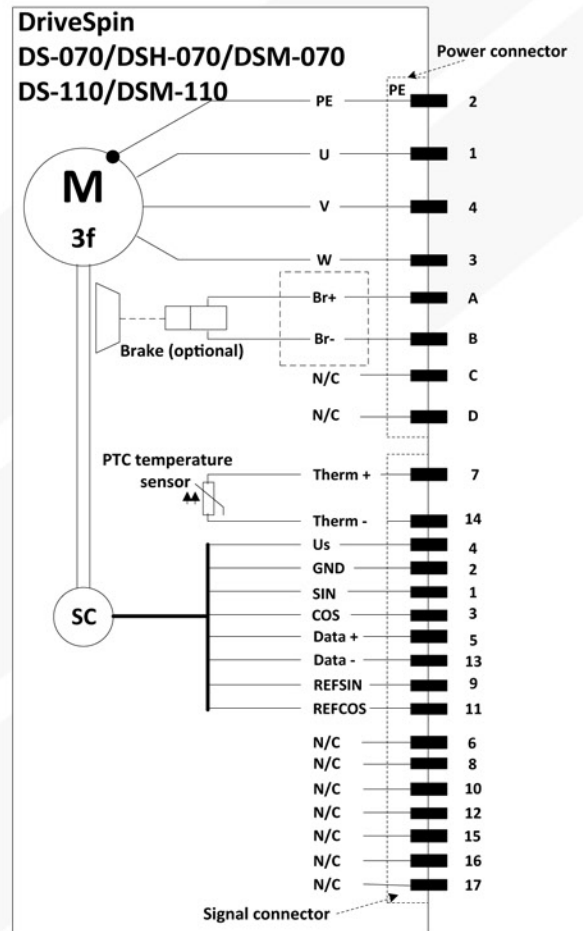 DriveSpin
DS-070/DSH-070/DSM-070
DS-110/DSM-110
Power connector
PE PE 2
M
3f
U 1
V 4
W 3
Br+ A
Br- B
Brake (optional)
N/C C
N/C D
PTC temperature
sensor
Therm + 7
Therm - 14
Us 4
GND 2
SIN 1
SC
COS 3
Data + 5
Data - 13
REFSIN 9
REFCOS 11
N/C 6
N/C 8
N/C 10
N/C 12
N/C 15
N/C 16
N/C 17
Signal connector